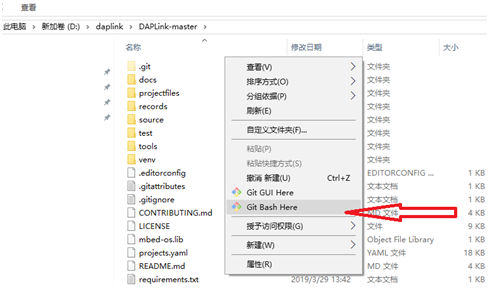 查看
此电脑 › 新加卷 (D:) › daplink › DAPLink-master ›
名称 修改日期 类型 大小
.git 文件夹
docs 文件夹
projectfiles 文件夹
records 文件夹
source 文件夹
test 文件夹
tools 文件夹
venv 文件夹
.editorconfig EDITORCONFIG ... 1 KB
.gitattributes 文本文档 1 KB
.gitignore 文本文档 1 KB
CONTRIBUTING.md MD 文件 4 KB
LICENSE 文件 9 KB
mbed-os.lib Object File Library 1 KB
projects.yaml YAML 文件 18 KB
README.md MD 文件 4 KB
requirements.txt 2019/3/29 13:42 文本文档 1 KB
查看(V)
排序方式(O)
分组依据(P)
刷新(E)
自定义文件夹(F)...
粘贴(P)
粘贴快捷方式(S)
撤消 新建(U) Ctrl+Z
Git GUI Here
Git Bash Here
授予访问权限(G)
新建(W)
属性(R)